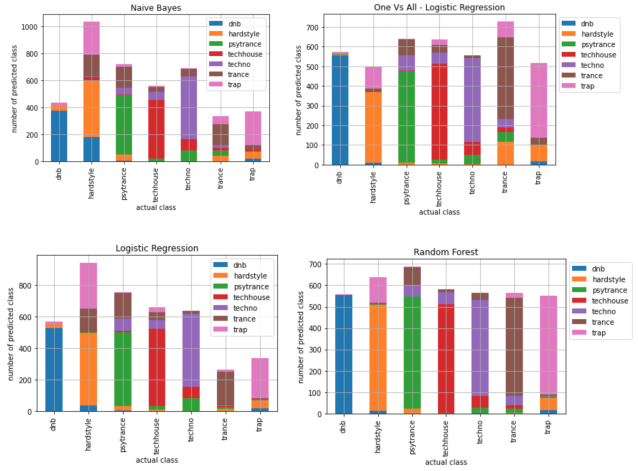 Naive Bayes
number of predicted class
1000
800
600
400
200
0
dnb
hardstyle
psytrance
techhouse
techno
trance
trap
actual class
dnb
hardstyle
psytrance
techhouse
techno
trance
trap
One Vs All - Logistic Regression
number of predicted class
700
600
500
400
300
200
100
0
dnb
hardstyle
psytrance
techhouse
techno
trance
trap
actual class
dnb
hardstyle
psytrance
techhouse
techno
trance
trap
Logistic Regression
number of predicted class
800
600
400
200
0
dnb
hardstyle
psytrance
techhouse
techno
trance
trap
actual class
dnb
hardstyle
psytrance
techhouse
techno
trance
trap
Random Forest
number of predicted class
700
600
500
400
300
200
100
0
dnb
hardstyle
psytrance
techhouse
techno
trance
trap
actual class
dnb
hardstyle
psytrance
techhouse
techno
trance
trap